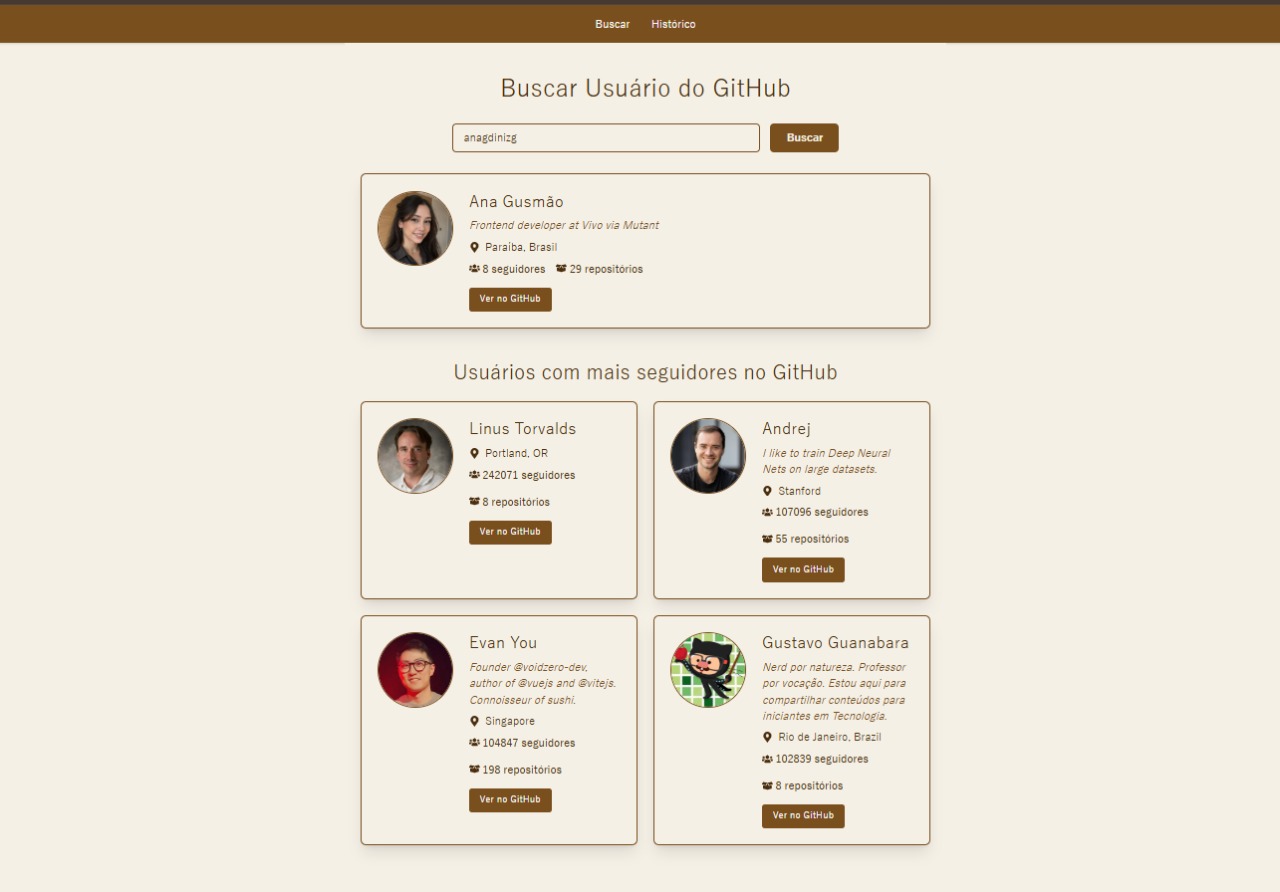 Buscar Histórico
Buscar Usuário do GitHub
anagdinizg Buscar
Ana Gusmão
Frontend developer at Vivo via Mutant
Paraíba, Brasil
8 seguidores 29 repositórios
Ver no GitHub
Usuários com mais seguidores no GitHub
Linus Torvalds
Portland, OR
242071 seguidores
8 repositórios
Ver no GitHub
Andrej
I like to train Deep Neural
Nets on large datasets.
Stanford
107096 seguidores
55 repositórios
Ver no GitHub
Evan You
Founder @voidzero-dev,
author of @vuejs and @vitejs.
Connoisseur of sushi.
Singapore
104847 seguidores
198 repositórios
Ver no GitHub
Gustavo Guanabara
Nerd por natureza. Professor
por vocação. Estou aqui para
compartilhar conteúdos para
iniciantes em Tecnologia.
Rio de Janeiro, Brazil
102839 seguidores
8 repositórios
Ver no GitHub